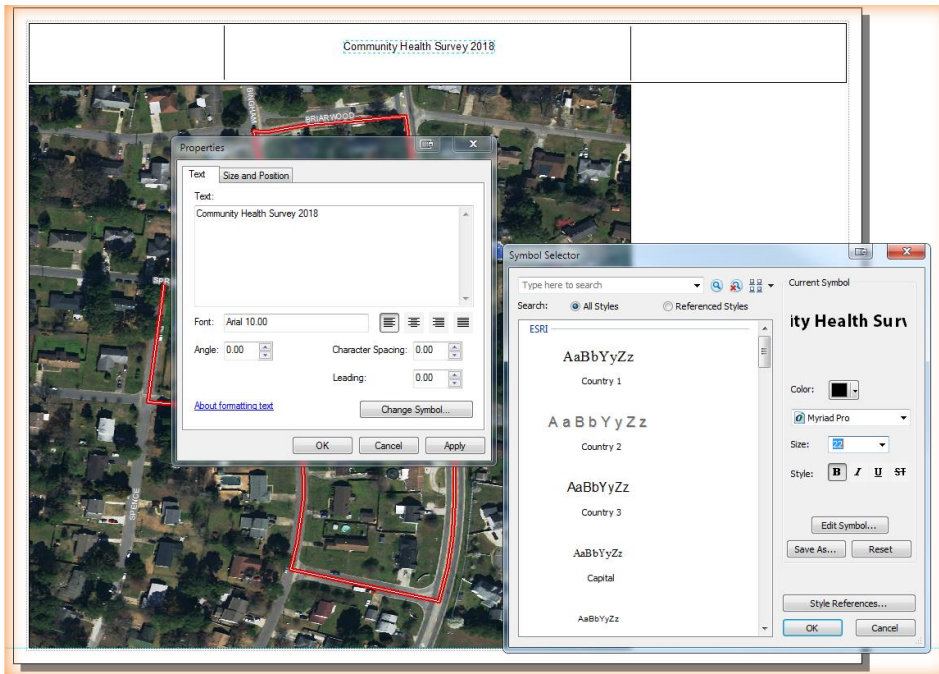 Community Health Survey 2018
BINGHAM
BRIARWOOD
SPR
SPENCE
Properties
Text
Size and Position
Text:
Community Health Survey 2018
Font:
Arial 10.00
Angle:
0.00
Character Spacing:
0.00
Leading:
0.00
About formatting text
Change Symbol...
OK
Cancel
Apply
Symbol Selector
Type here to search
Search:
All Styles
Referenced Styles
ESRI
AaBbYyZz
Country 1
AaBbYyZz
Country 2
AaBbYyZz
Country 3
AaBbYyZz
Capital
AaBbYyZz
Current Symbol
ity Health Surv
Color:
Myriad Pro
Size:
22
Style:
B I U ST
Edit Symbol...
Save As...
Reset
Style References...
OK
Cancel